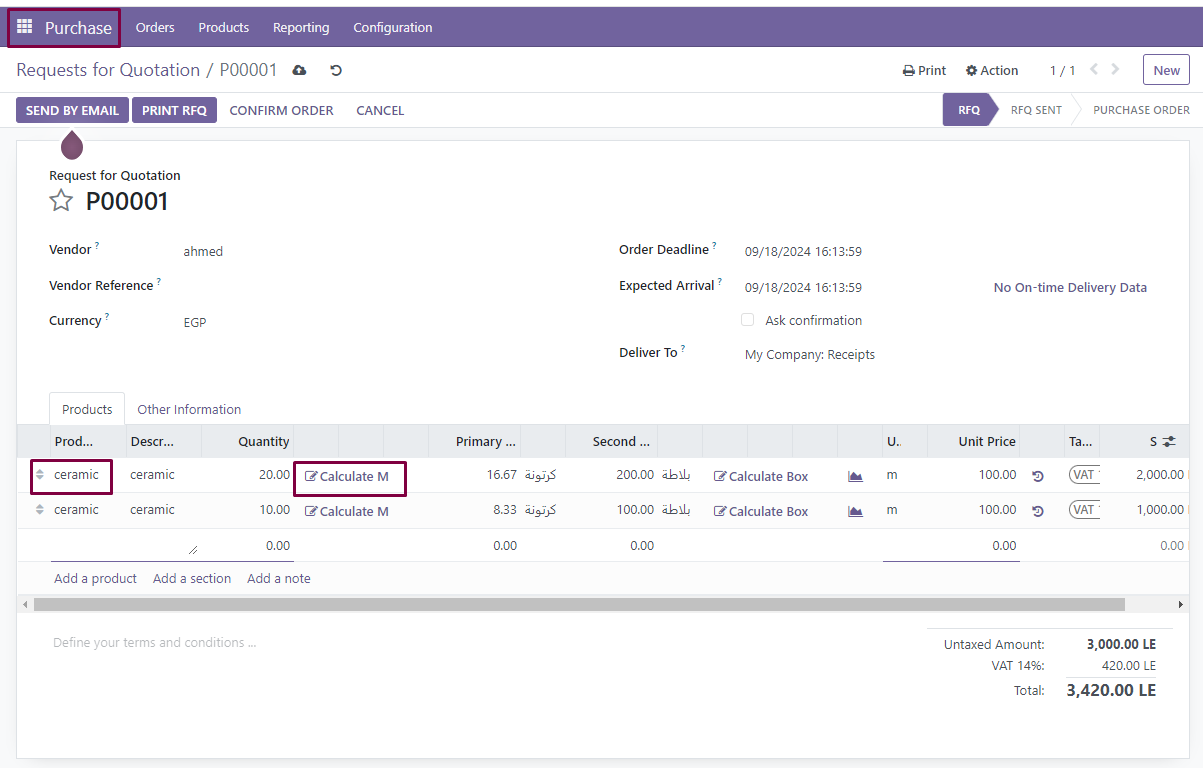 Purchase Orders Products Reporting Configuration
Requests for Quotation / P00001 Print Action 1 / 1 New
SEND BY EMAIL PRINT RFQ CONFIRM ORDER CANCEL RFQ RFQ SENT PURCHASE ORDER
Request for Quotation
P00001
Vendor ? ahmed Order Deadline ? 09/18/2024 16:13:59
Vendor Reference ? Expected Arrival ? 09/18/2024 16:13:59 No On-time Delivery Data
Currency ? EGP Ask confirmation
Deliver To ? My Company: Receipts
Products Other Information
Prod... Descr... Quantity Primary ... Second ... U.. Unit Price Ta... S
ceramic ceramic 20.00 Calculate M 16.67 كرتونة 200.00 بلاطة Calculate Box m 100.00 VAT 2,000.00
ceramic ceramic 10.00 Calculate M 8.33 كرتونة 100.00 بلاطة Calculate Box m 100.00 VAT 1,000.00
0.00 0.00 0.00 0.00 0.00
Add a product Add a section Add a note
Define your terms and conditions ... Untaxed Amount: 3,000.00 LE
VAT 14%: 420.00 LE
Total: 3,420.00 LE